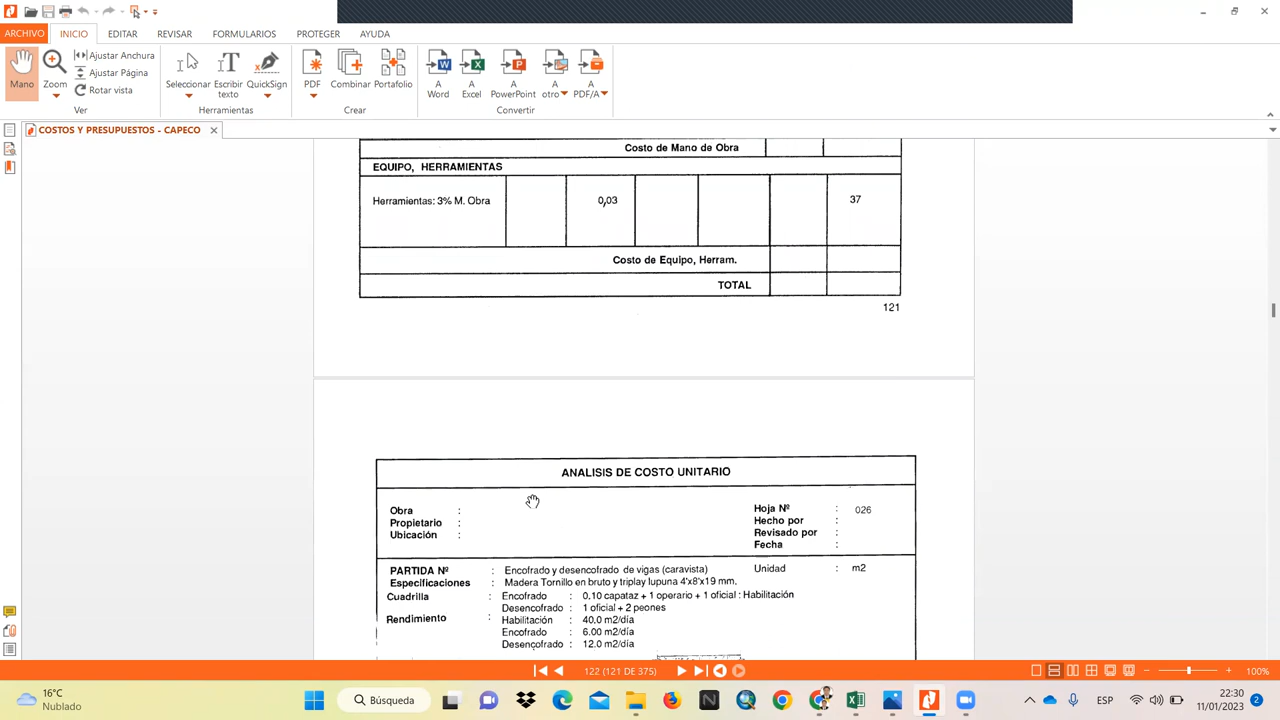 ARCHIVO INICIO EDITAR REVISAR FORMULARIOS PROTEGER AYUDA
Mano
Zoom
Ajustar Anchura
Ajustar Página
Rotar vista
Ver
Seleccionar
Escribir texto
QuickSign
Herramientas
PDF
Combinar
Portafolio
Crear
A Word
A Excel
A PowerPoint
A otro
A PDF/A
Convertir
COSTOS Y PRESUPUESTOS - CAPECO
Costo de Mano de Obra
EQUIPO, HERRAMIENTAS
Herramientas: 3% M. Obra 0,03 37
Costo de Equipo, Herram.
TOTAL
121
ANALISIS DE COSTO UNITARIO
Obra :
Propietario :
Ubicación :
Hoja Nº : 026
Hecho por :
Revisado por :
Fecha :
PARTIDA Nº : Encofrado y desencofrado de vigas (caravista) Unidad : m2
Especificaciones : Madera Tornillo en bruto y triplay lupuna 4'x8'x19 mm.
Cuadrilla : Encofrado : 0.10 capataz + 1 operario + 1 oficial : Habilitación
Desencofrado : 1 oficial + 2 peones
Rendimiento : Habilitación : 40.0 m2/día
Encofrado : 6.00 m2/día
Desencofrado : 12.0 m2/día
122 (121 DE 375)
100%
16°C
Nublado
Búsqueda
ESP
22:30
11/01/2023
2